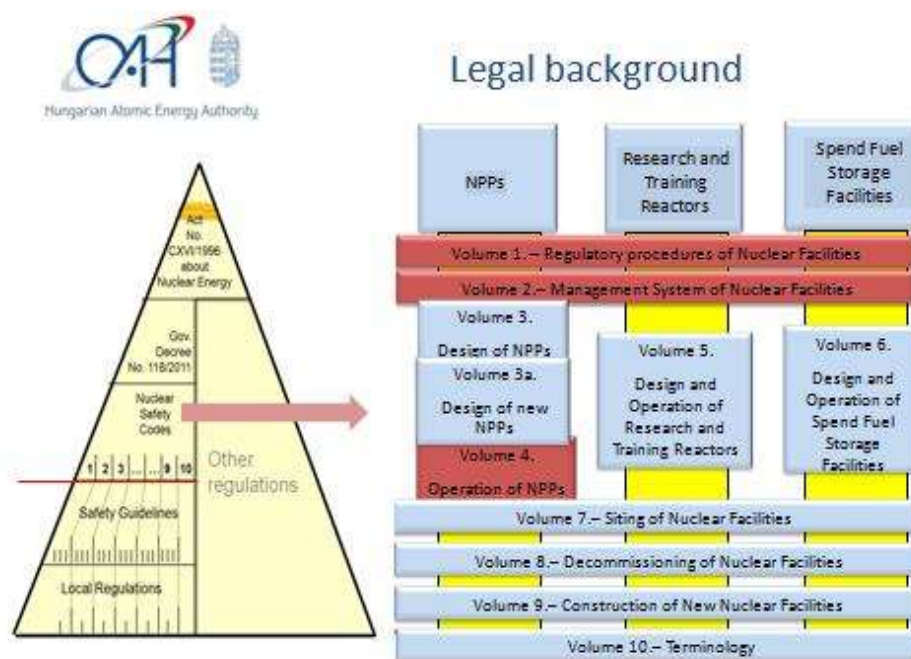 OAH
Hungarian Atomic Energy Authority
Legal background
Act
No.
CXVI/1996
about
Nuclear Energy
Gov.
Decree
No. 118/2011
Nuclear
Safety
Codes
1 2 3 ... ... 9 10
Other
regulations
Safety Guidelines
Local Regulations
NPPs
Research and
Training
Reactors
Spend Fuel
Storage
Facilities
Volume 1.– Regulatory procedures of Nuclear Facilities
Volume 2.– Management System of Nuclear Facilities
Volume 3.
Design of NPPs
Volume 3a.
Design of new
NPPs
Volume 4.
Operation of NPPs
Volume 5.
Design and
Operation of
Research and
Training Reactors
Volume 6.
Design and
Operation of
Spend Fuel
Storage
Facilities
Volume 7.– Siting of Nuclear Facilities
Volume 8.– Decommissioning of Nuclear Facilities
Volume 9.– Construction of New Nuclear Facilities
Volume 10.– Terminology